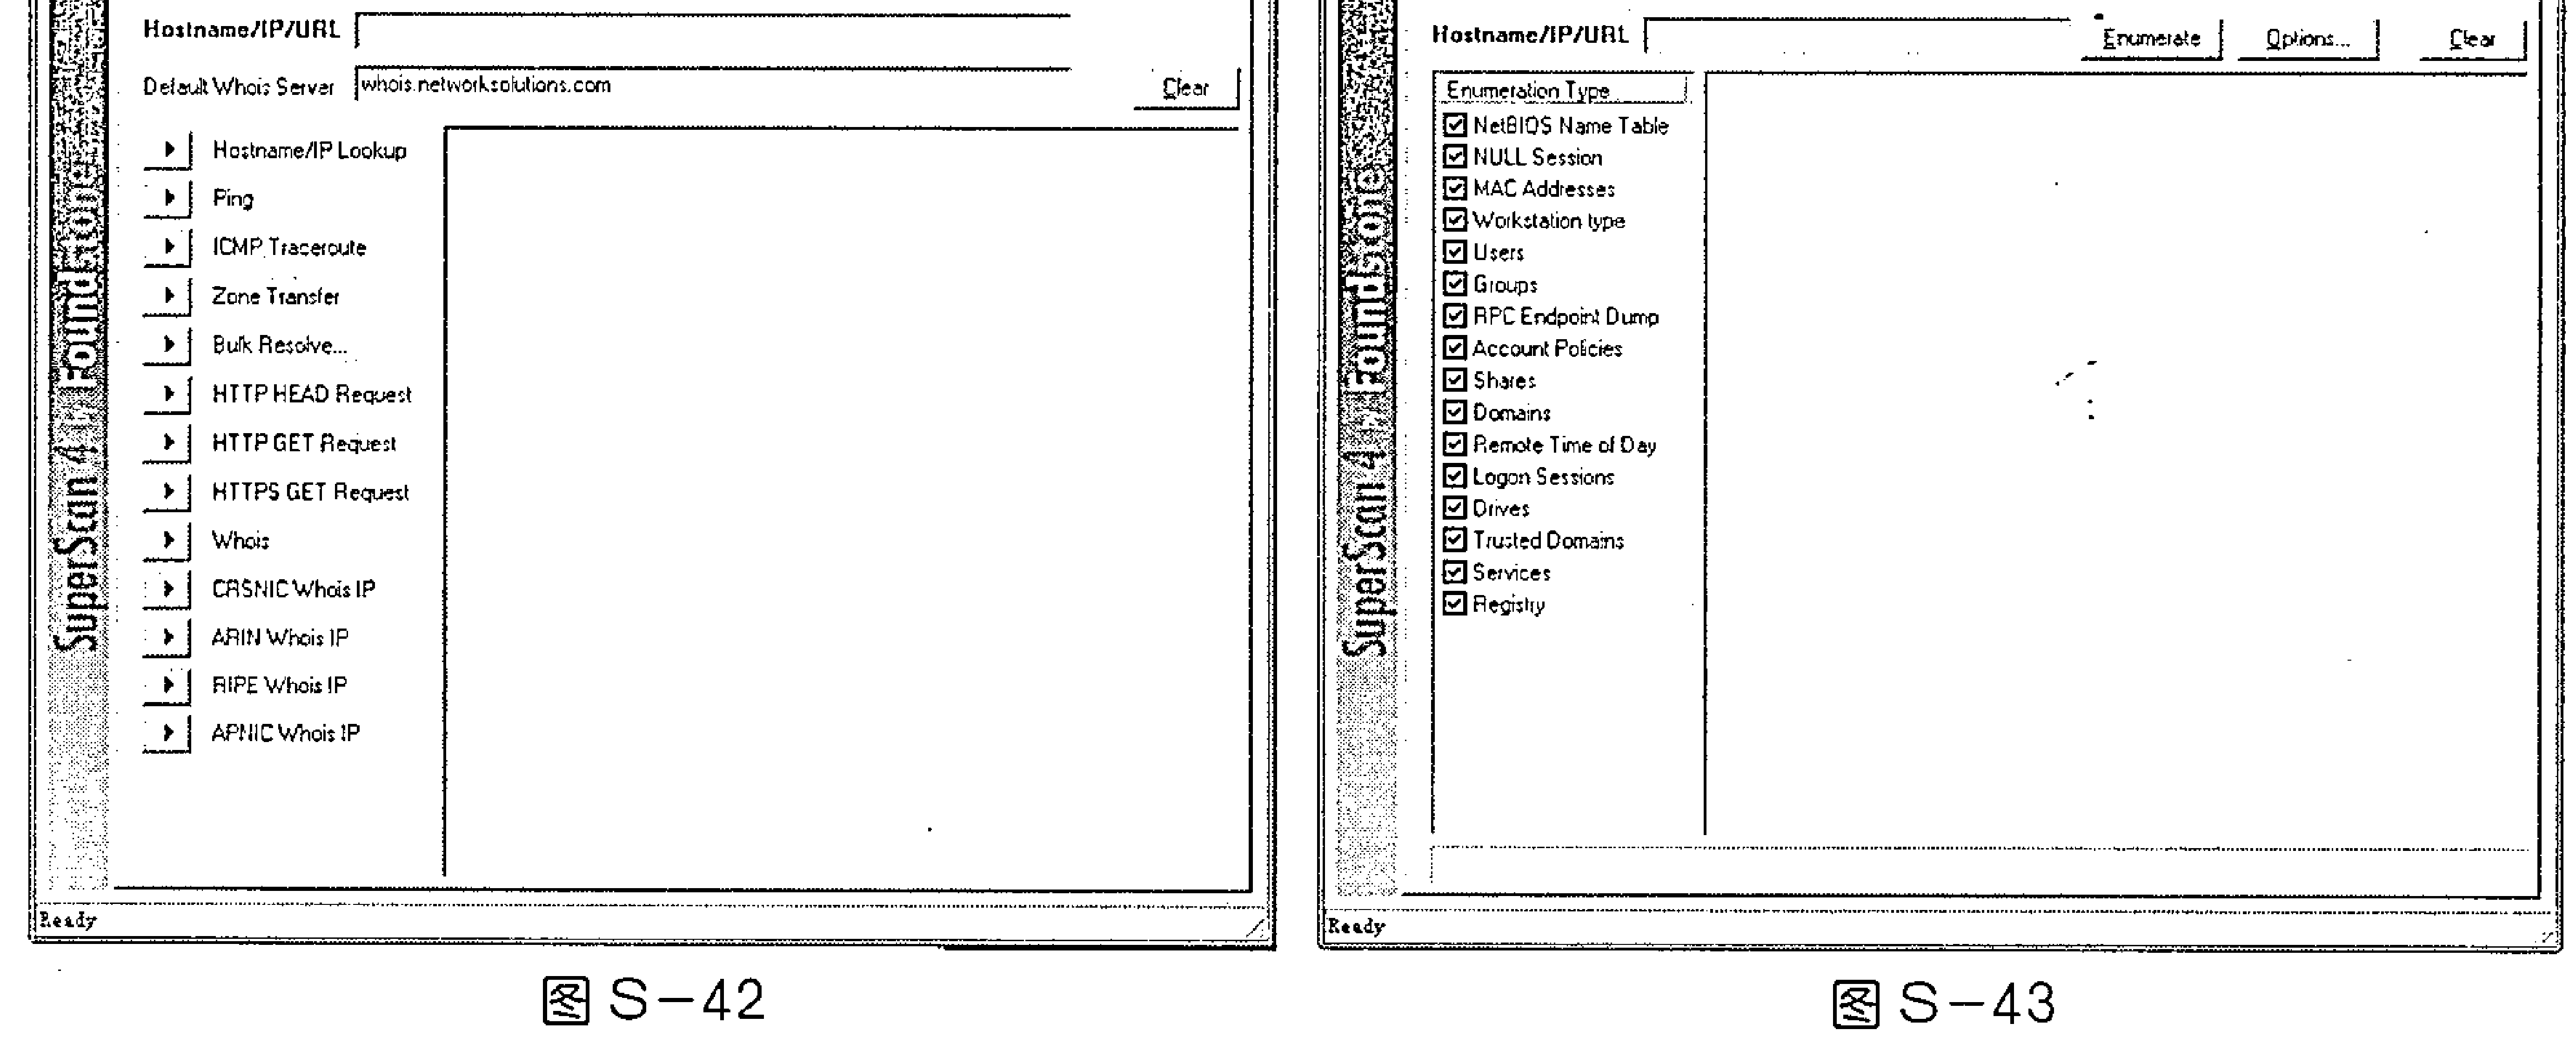 Hostname/IP/URL
Default Whois Server whois.networksolutions.com Clear
Hostname/IP Lookup
Ping
ICMP Traceroute
Zone Transfer
Bulk Resolve...
HTTP HEAD Request
HTTP GET Request
HTTPS GET Request
Whois
CRSNIC Whois IP
ARIN Whois IP
RIPE Whois IP
APNIC Whois IP
SuperScan 4 Foundstone
Ready
图 S-42
Hostname/IP/URL Enumerate Options... Clear
Enumeration Type
NetBIOS Name Table
NULL Session
MAC Addresses
Workstation type
Users
Groups
RPC Endpoint Dump
Account Policies
Shares
Domains
Remote Time of Day
Logon Sessions
Drives
Trusted Domains
Services
Registry
SuperScan 4 Foundstone
Ready
图 S-43